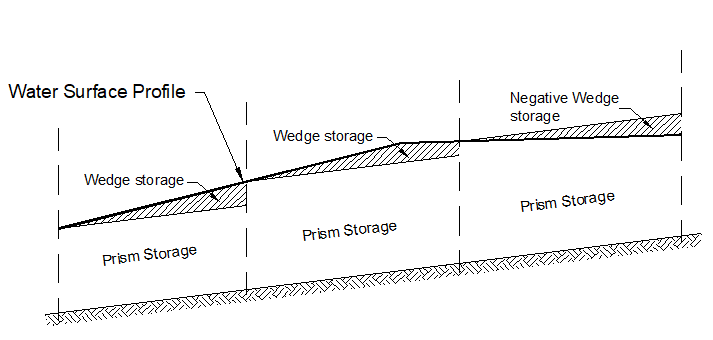 Water Surface Profile
Negative Wedge
storage
Wedge storage
Wedge storage
Prism Storage
Prism Storage
Prism Storage